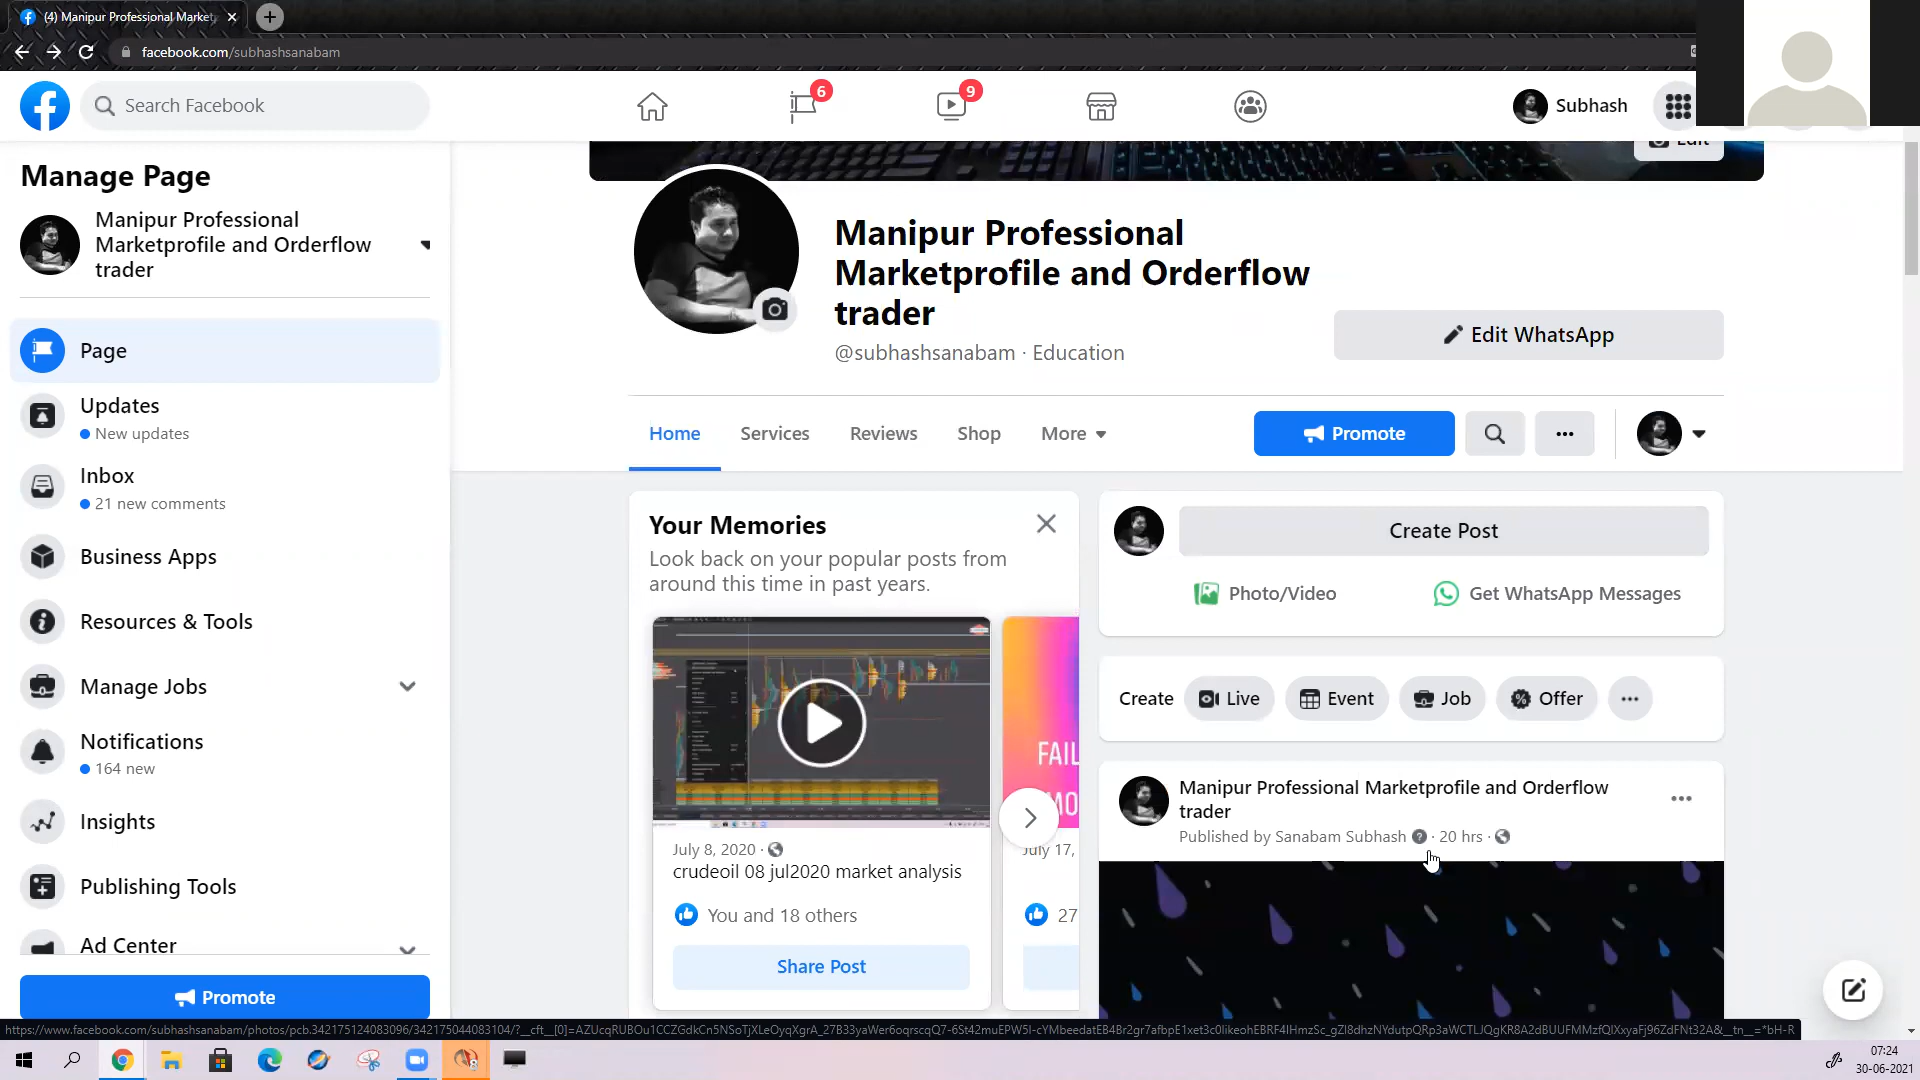 (4) Manipur Professional Market
facebook.com/subhashsanabam
Search Facebook
6
9
Subhash
Edit
Manage Page
Manipur Professional
Marketprofile and Orderflow
trader
Page
Updates
New updates
Inbox
21 new comments
Business Apps
Resources & Tools
Manage Jobs
Notifications
164 new
Insights
Publishing Tools
Ad Center
Promote
Manipur Professional
Marketprofile and Orderflow
trader
@subhashsanabam · Education
Edit WhatsApp
Home Services Reviews Shop More
Promote
Your Memories
Look back on your popular posts from
around this time in past years.
July 8, 2020 ·
crudeoil 08 jul2020 market analysis
You and 18 others
Share Post
FAIL
MO
July 17,
27
Create Post
Photo/Video
Get WhatsApp Messages
Create Live Event Job Offer
Manipur Professional Marketprofile and Orderflow
trader
Published by Sanabam Subhash · 20 hrs ·
07:24
30-06-2021